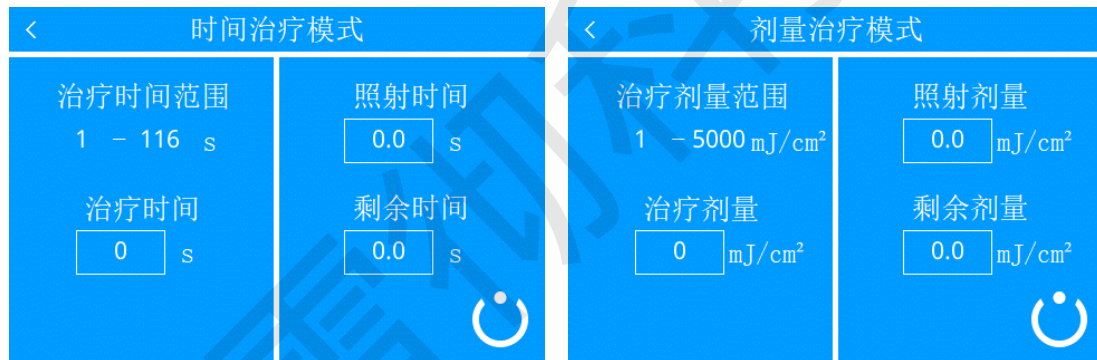 < 时间治疗模式
治疗时间范围
1 - 116 s
治疗时间
0 s
照射时间
0.0 s
剩余时间
0.0 s
< 剂量治疗模式
治疗剂量范围
1 - 5000 mJ/cm²
治疗剂量
0 mJ/cm²
照射剂量
0.0 mJ/cm²
剩余剂量
0.0 mJ/cm²